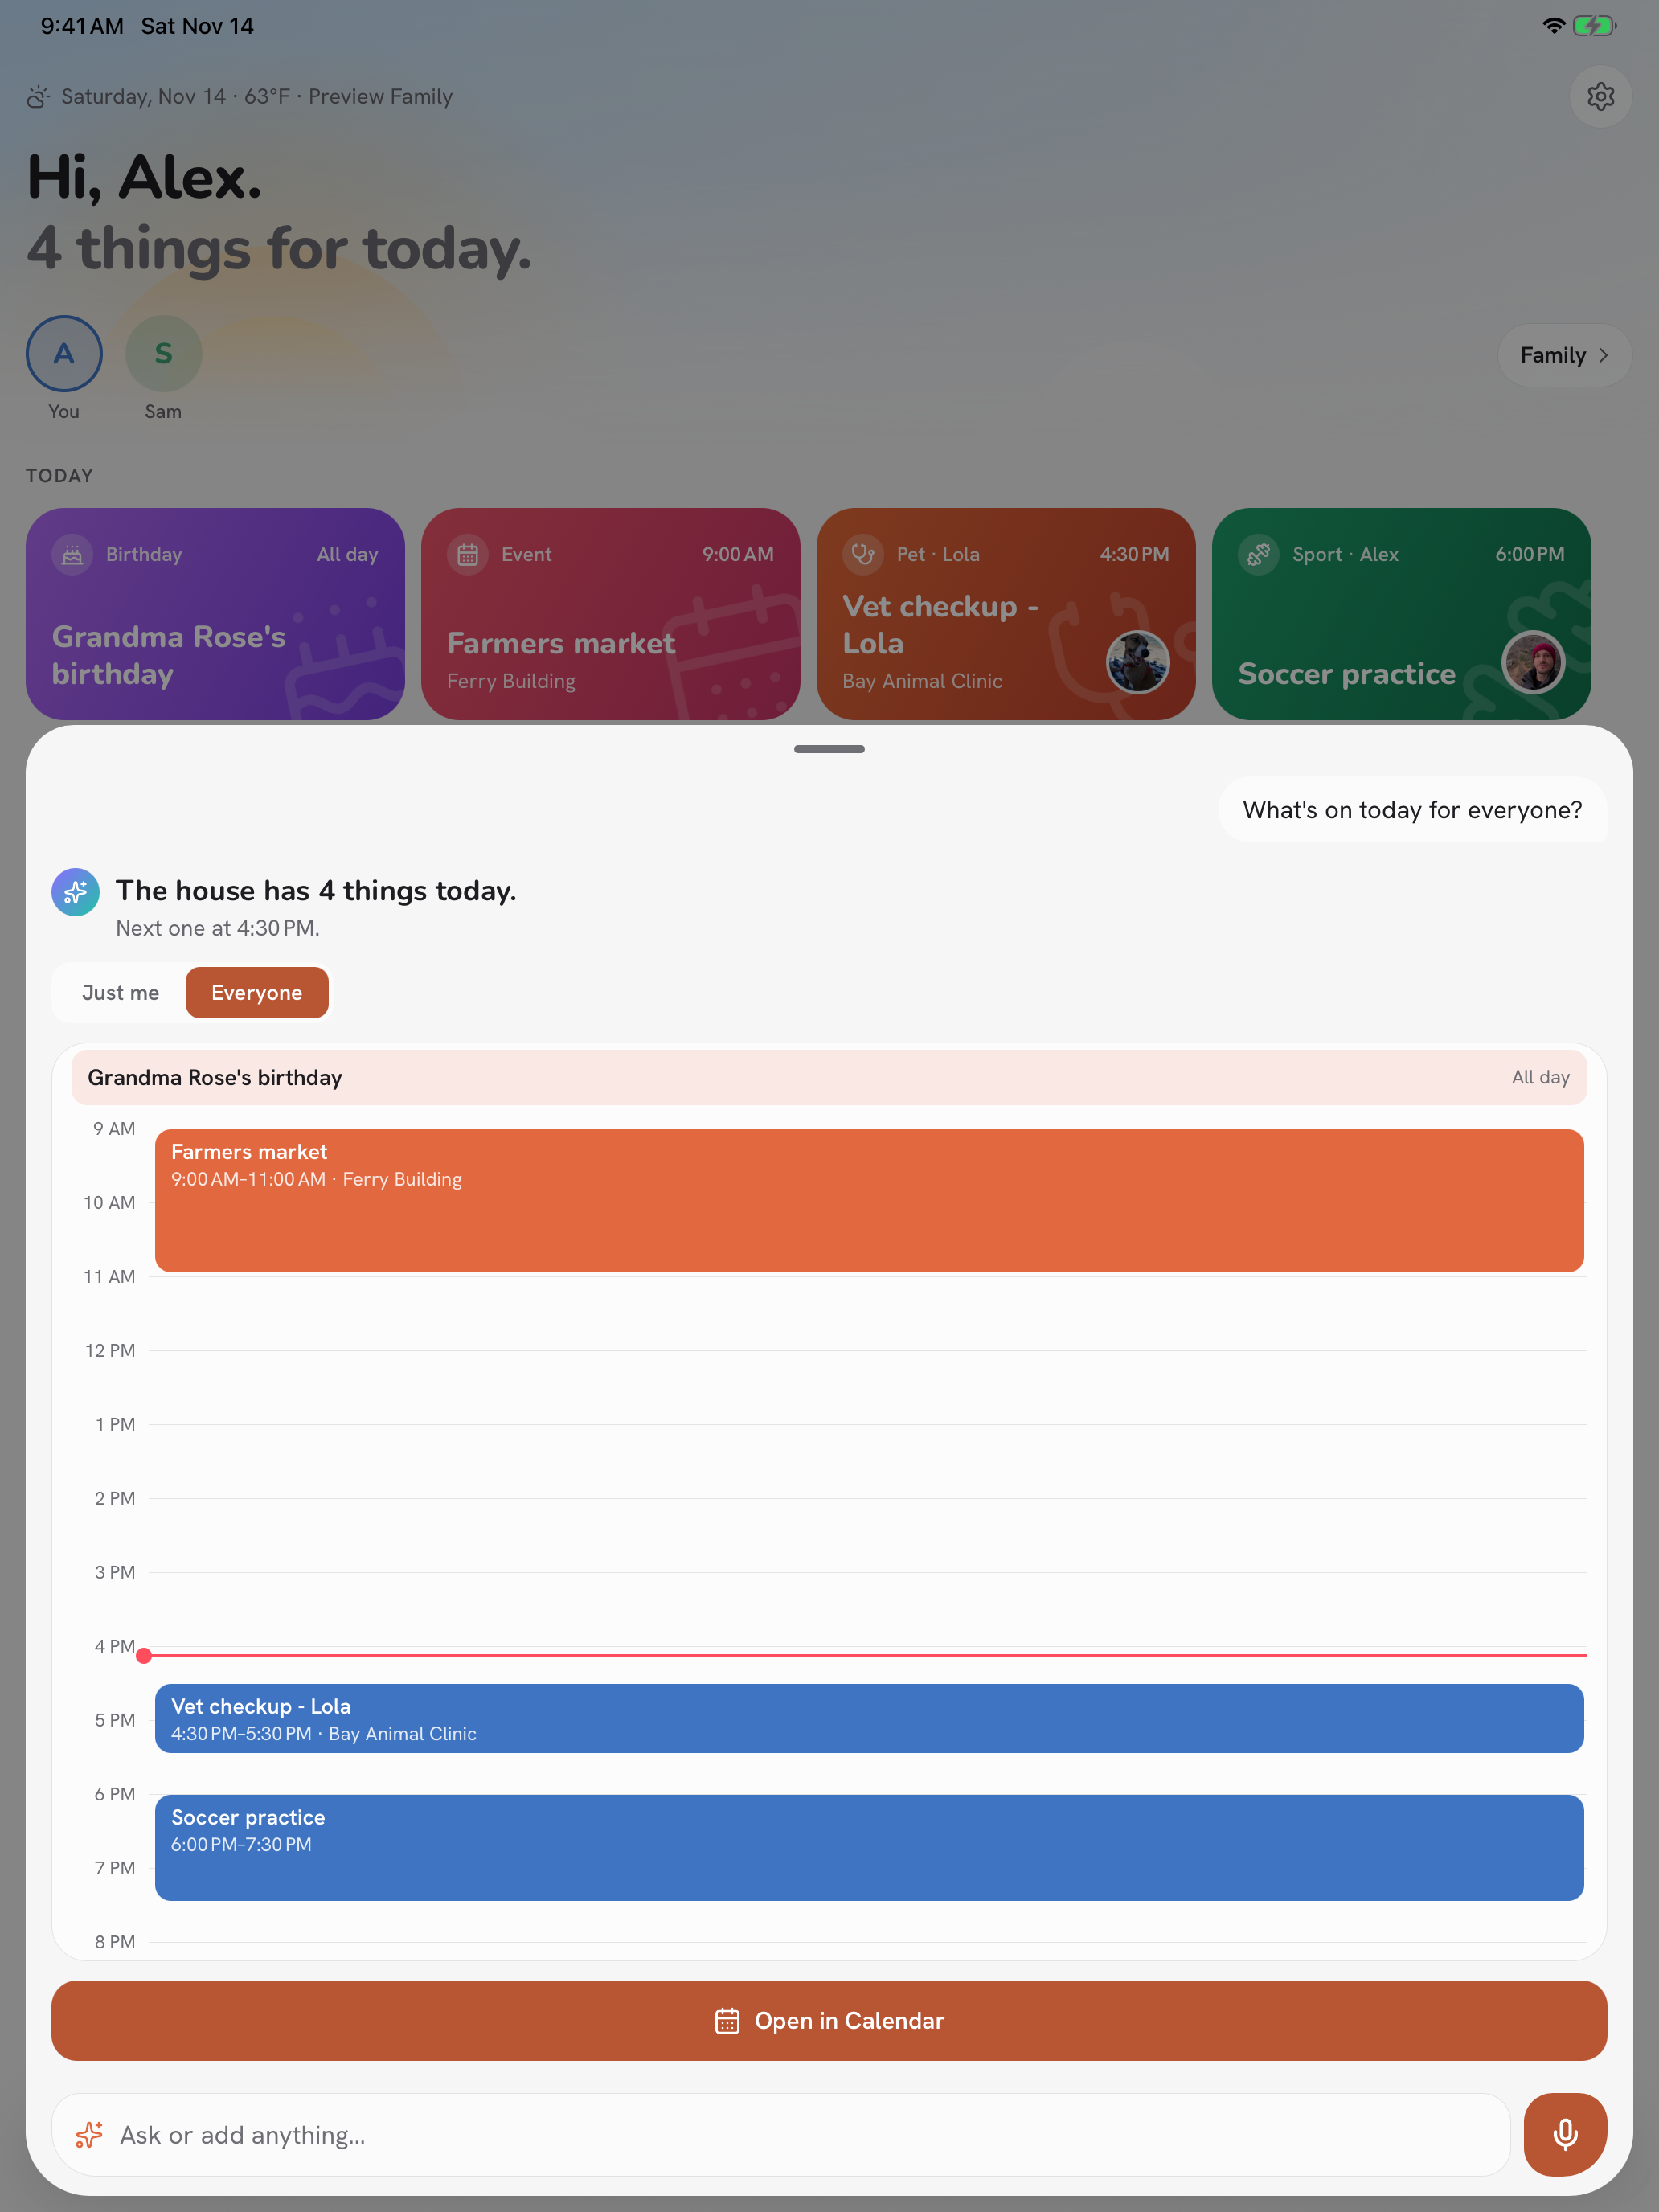 9:41 AM Sat Nov 14
Saturday, Nov 14 · 63°F · Preview Family
Hi, Alex.
4 things for today.
A
S
You
Sam
Family
TODAY
Birthday
All day
Grandma Rose's
birthday
Event
9:00 AM
Farmers market
Ferry Building
Pet · Lola
4:30 PM
Vet checkup -
Lola
Bay Animal Clinic
Sport · Alex
6:00 PM
Soccer practice
What's on today for everyone?
The house has 4 things today.
Next one at 4:30 PM.
Just me
Everyone
Grandma Rose's birthday
All day
9 AM
Farmers market
9:00 AM–11:00 AM · Ferry Building
10 AM
11 AM
12 PM
1 PM
2 PM
3 PM
4 PM
Vet checkup - Lola
5 PM
4:30 PM–5:30 PM · Bay Animal Clinic
6 PM
Soccer practice
6:00 PM–7:30 PM
7 PM
8 PM
Open in Calendar
Ask or add anything...